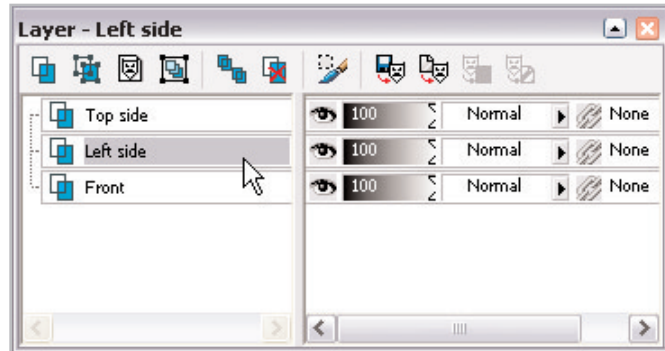 Layer - Left side
Top side 100 Normal None
Left side 100 Normal None
Front 100 Normal None